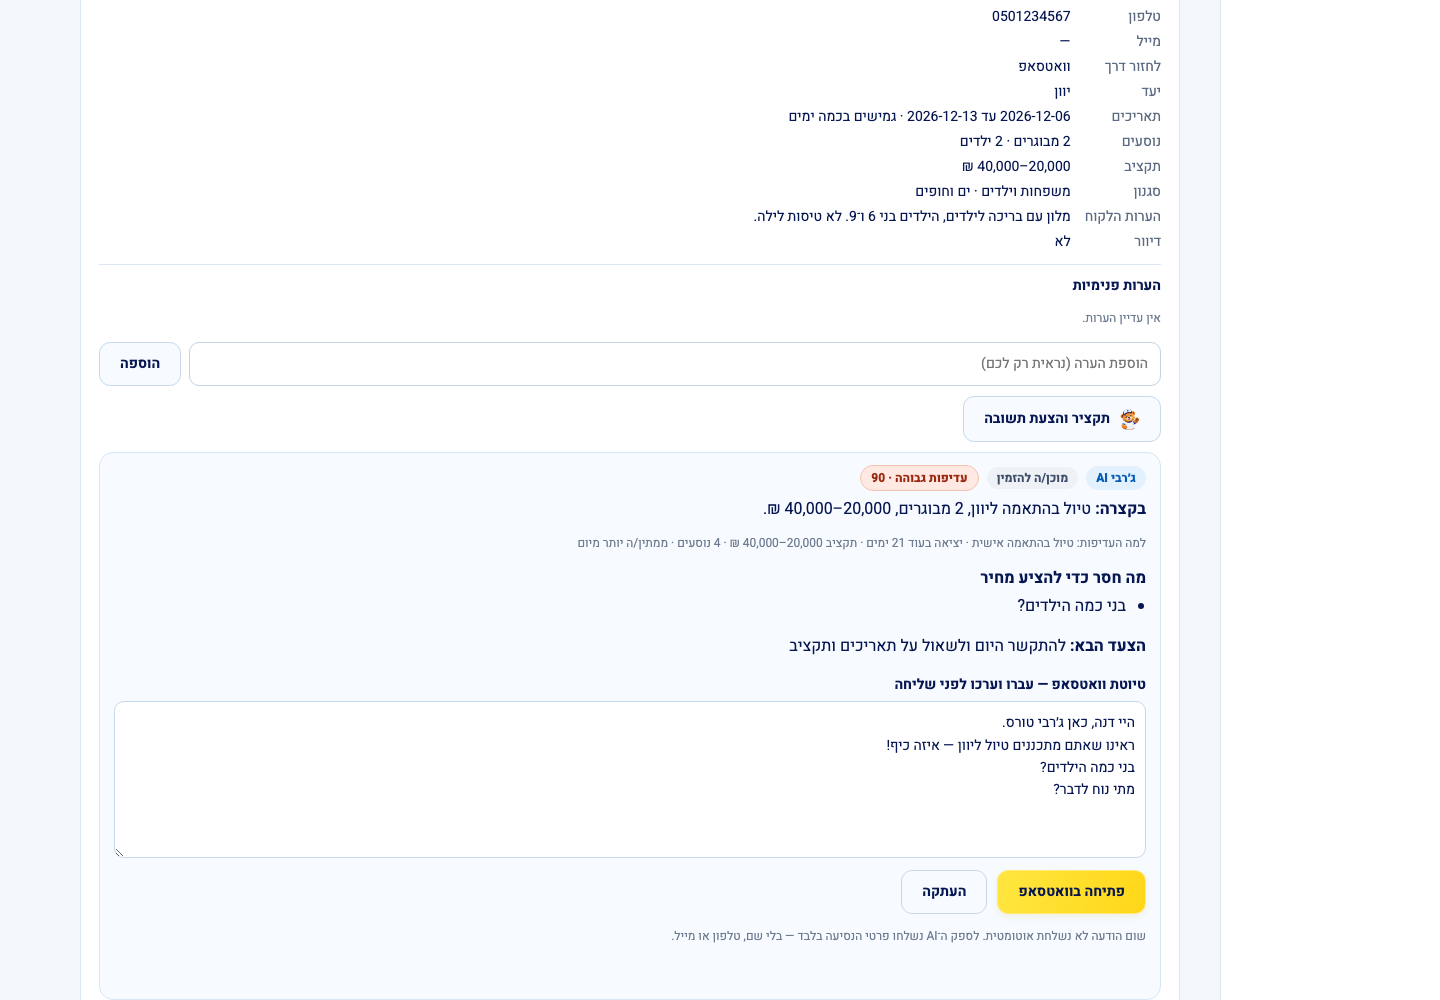 טלפון 0501234567
מייל —
לחזור דרך וואטסאפ
יעד יוון
תאריכים 2026-12-06 עד 2026-12-13 · גמישים בכמה ימים
נוסעים 2 מבוגרים · 2 ילדים
תקציב 20,000–40,000 ₪
סגנון משפחות וילדים · ים וחופים
הערות הלקוח מלון עם בריכה לילדים, הילדים בני 6 ו־9. לא טיסות לילה.
דיוור לא
הערות פנימיות
אין עדיין הערות.
הוספת הערה (נראית רק לכם) הוספה
תקציר והצעת תשובה
ג׳רבי AI מוכן/ה להזמין עדיפות גבוהה · 90
בקצרה: טיול בהתאמה ליוון, 2 מבוגרים, 20,000–40,000 ₪.
למה העדיפות: טיול בהתאמה אישית · יציאה בעוד 21 ימים · תקציב 20,000–40,000 ₪ · 4 נוסעים · ממתין/ה יותר מיום
מה חסר כדי להציע מחיר
• בני כמה הילדים?
הצעד הבא: להתקשר היום ולשאול על תאריכים ותקציב
טיוטת וואטסאפ — עברו וערכו לפני שליחה
היי דנה, כאן ג׳רבי טורס.
ראינו שאתם מתכננים טיול ליוון — איזה כיף!
בני כמה הילדים?
מתי נוח לדבר?
פתיחה בוואטסאפ העתקה
שום הודעה לא נשלחת אוטומטית. לספק ה־AI נשלחו פרטי הנסיעה בלבד — בלי שם, טלפון או מייל.